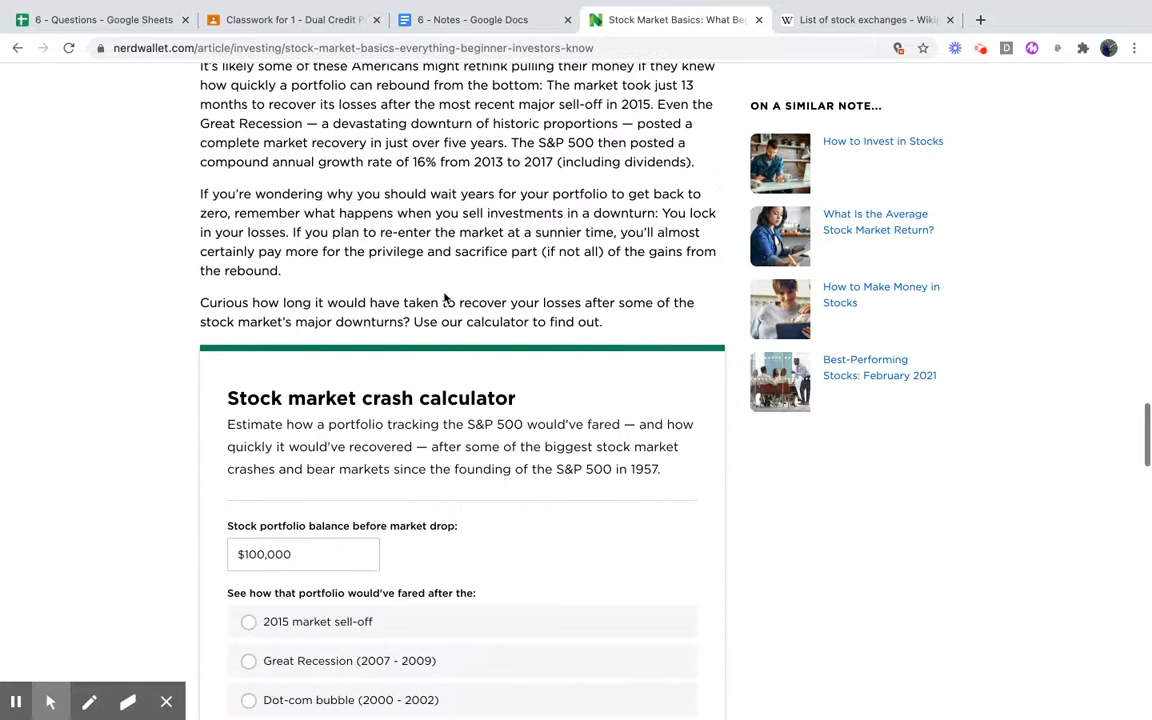 6 - Questions - Google Sheets
Classwork for 1 - Dual Credit P
6 - Notes - Google Docs
Stock Market Basics: What Be
List of stock exchanges - Wiki
nerdwallet.com/article/investing/stock-market-basics-everything-beginner-investors-know
It's likely some of these Americans might rethink pulling their money if they knew
how quickly a portfolio can rebound from the bottom: The market took just 13
months to recover its losses after the most recent major sell-off in 2015. Even the
Great Recession — a devastating downturn of historic proportions — posted a
complete market recovery in just over five years. The S&P 500 then posted a
compound annual growth rate of 16% from 2013 to 2017 (including dividends).
If you're wondering why you should wait years for your portfolio to get back to
zero, remember what happens when you sell investments in a downturn: You lock
in your losses. If you plan to re-enter the market at a sunnier time, you'll almost
certainly pay more for the privilege and sacrifice part (if not all) of the gains from
the rebound.
Curious how long it would have taken to recover your losses after some of the
stock market's major downturns? Use our calculator to find out.
Stock market crash calculator
Estimate how a portfolio tracking the S&P 500 would've fared — and how
quickly it would've recovered — after some of the biggest stock market
crashes and bear markets since the founding of the S&P 500 in 1957.
Stock portfolio balance before market drop:
$100,000
See how that portfolio would've fared after the:
2015 market sell-off
Great Recession (2007 - 2009)
Dot-com bubble (2000 - 2002)
ON A SIMILAR NOTE...
How to Invest in Stocks
What Is the Average
Stock Market Return?
How to Make Money in
Stocks
Best-Performing
Stocks: February 2021